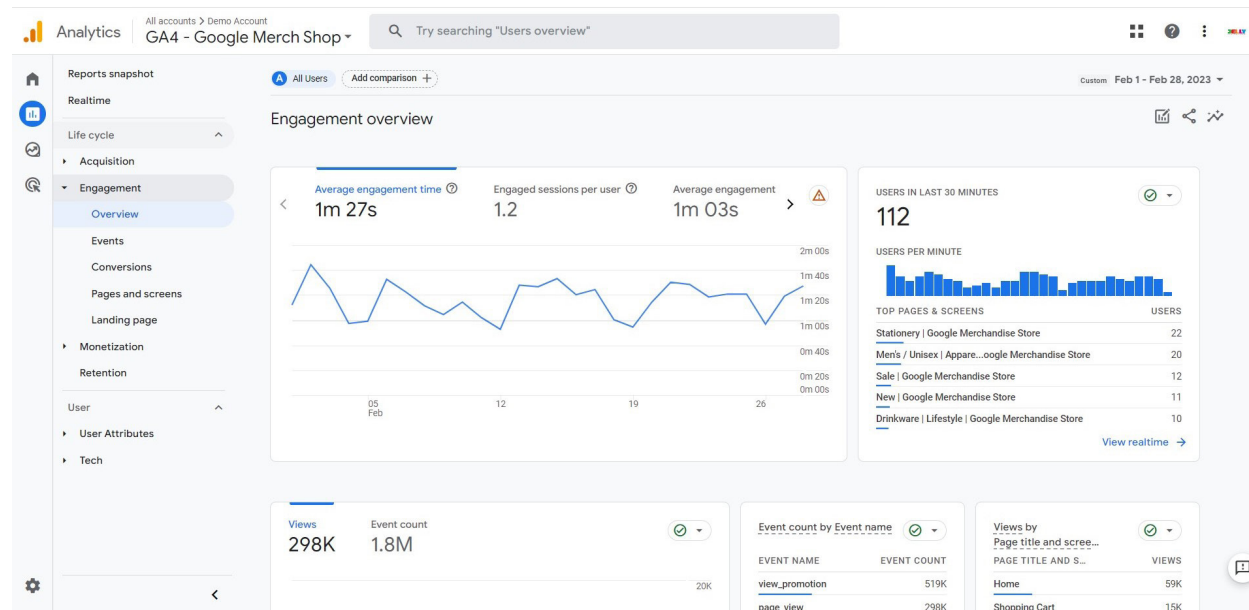 All accounts > Demo Account
Analytics
GA4 - Google Merch Shop
Try searching "Users overview"
Reports snapshot
Realtime
Life cycle
Acquisition
Engagement
Overview
Events
Conversions
Pages and screens
Landing page
Monetization
Retention
User
User Attributes
Tech
A All Users
Add comparison +
Custom Feb 1 - Feb 28, 2023
Engagement overview
Average engagement time
1m 27s
Engaged sessions per user
1.2
Average engagement
1m 03s
2m 00s
1m 40s
1m 20s
1m 00s
0m 40s
0m 20s
0m 00s
05
Feb
12
19
26
USERS IN LAST 30 MINUTES
112
USERS PER MINUTE
TOP PAGES & SCREENS USERS
Stationery | Google Merchandise Store 22
Men's / Unisex | Appare...oogle Merchandise Store 20
Sale | Google Merchandise Store 12
New | Google Merchandise Store 11
Drinkware | Lifestyle | Google Merchandise Store 10
View realtime
Views
298K
Event count
1.8M
20K
Event count by Event name
EVENT NAME EVENT COUNT
view_promotion 519K
page_view 298K
Views by
Page title and scree...
PAGE TITLE AND S... VIEWS
Home 59K
Shopping Cart 15K